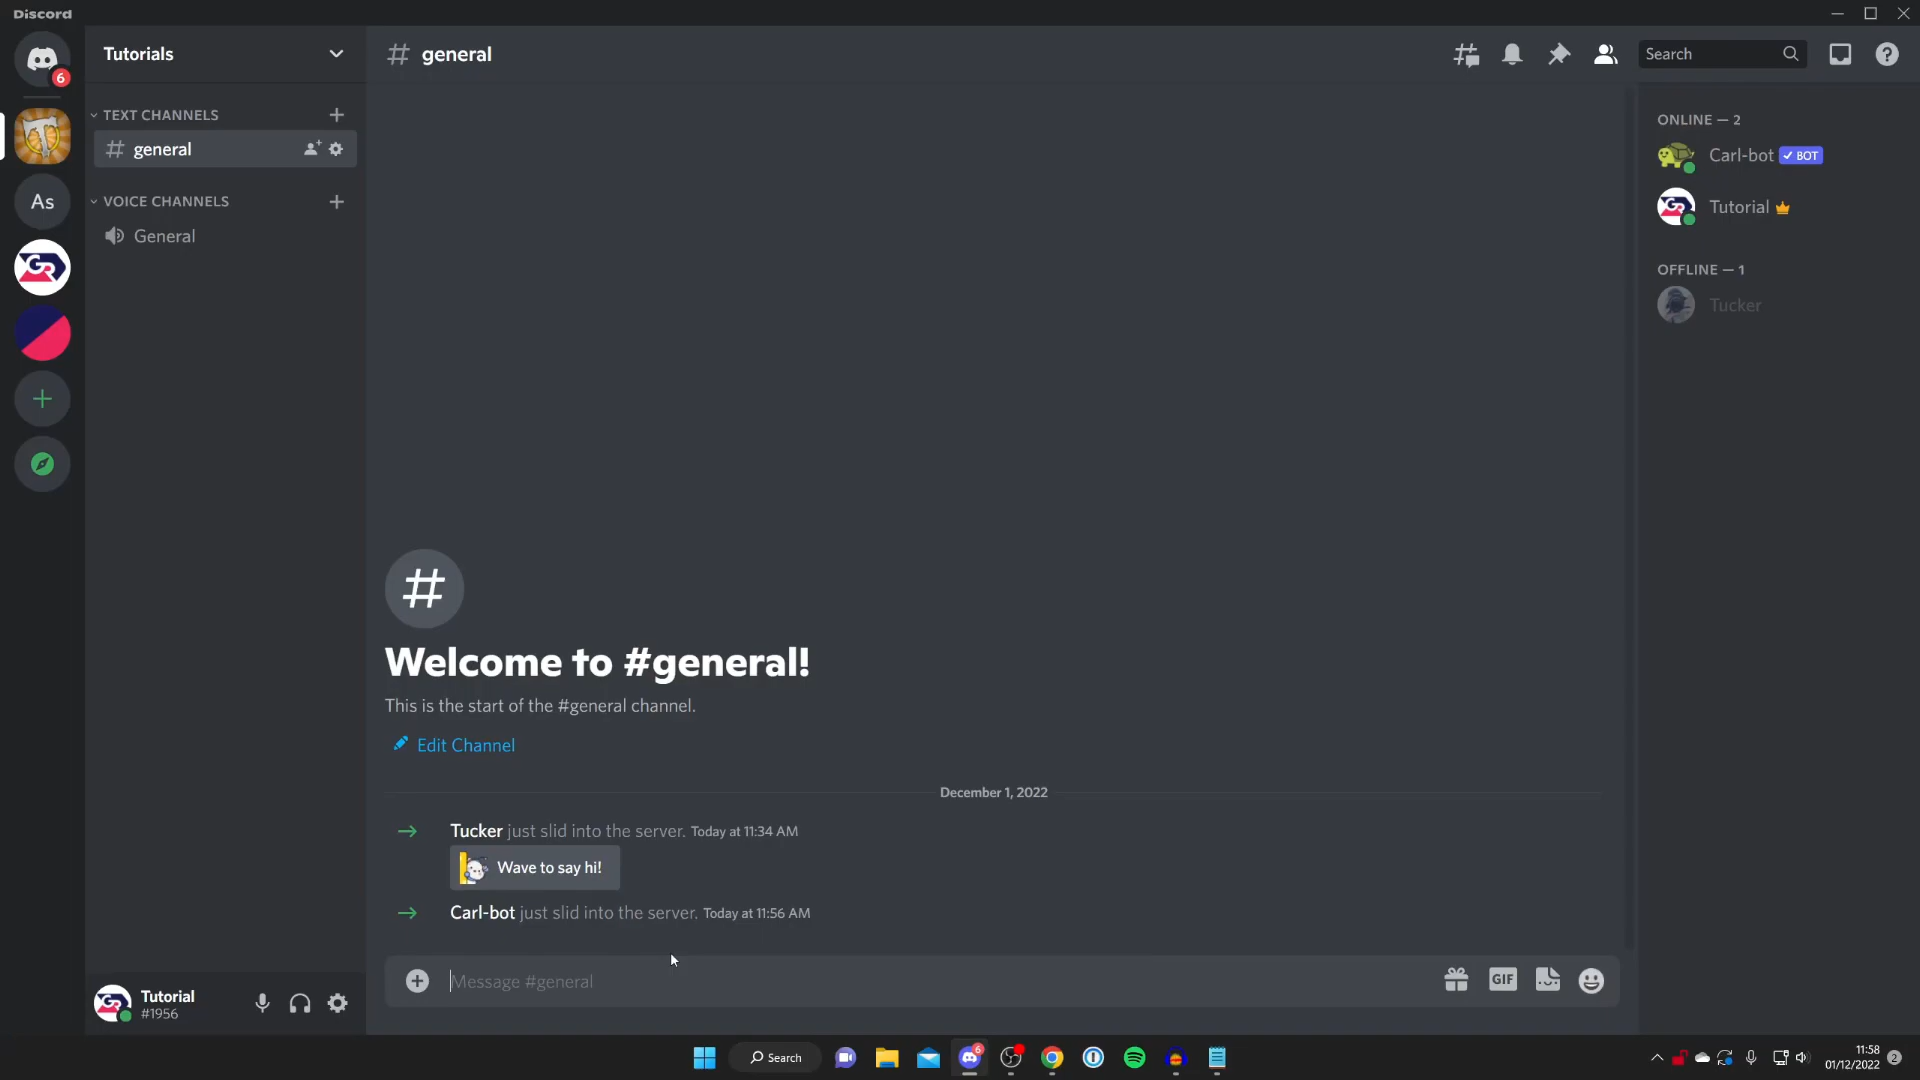 Discord
6
Tutorials
TEXT CHANNELS
general
VOICE CHANNELS
General
As
Tutorial
#1956
general
Search
Welcome to #general!
This is the start of the #general channel.
Edit Channel
December 1, 2022
Tucker just slid into the server. Today at 11:34 AM
Wave to say hi!
Carl-bot just slid into the server. Today at 11:56 AM
Message #general
GIF
ONLINE — 2
Carl-bot BOT
Tutorial
OFFLINE — 1
Tucker
Search
6
11:58
01/12/2022
2